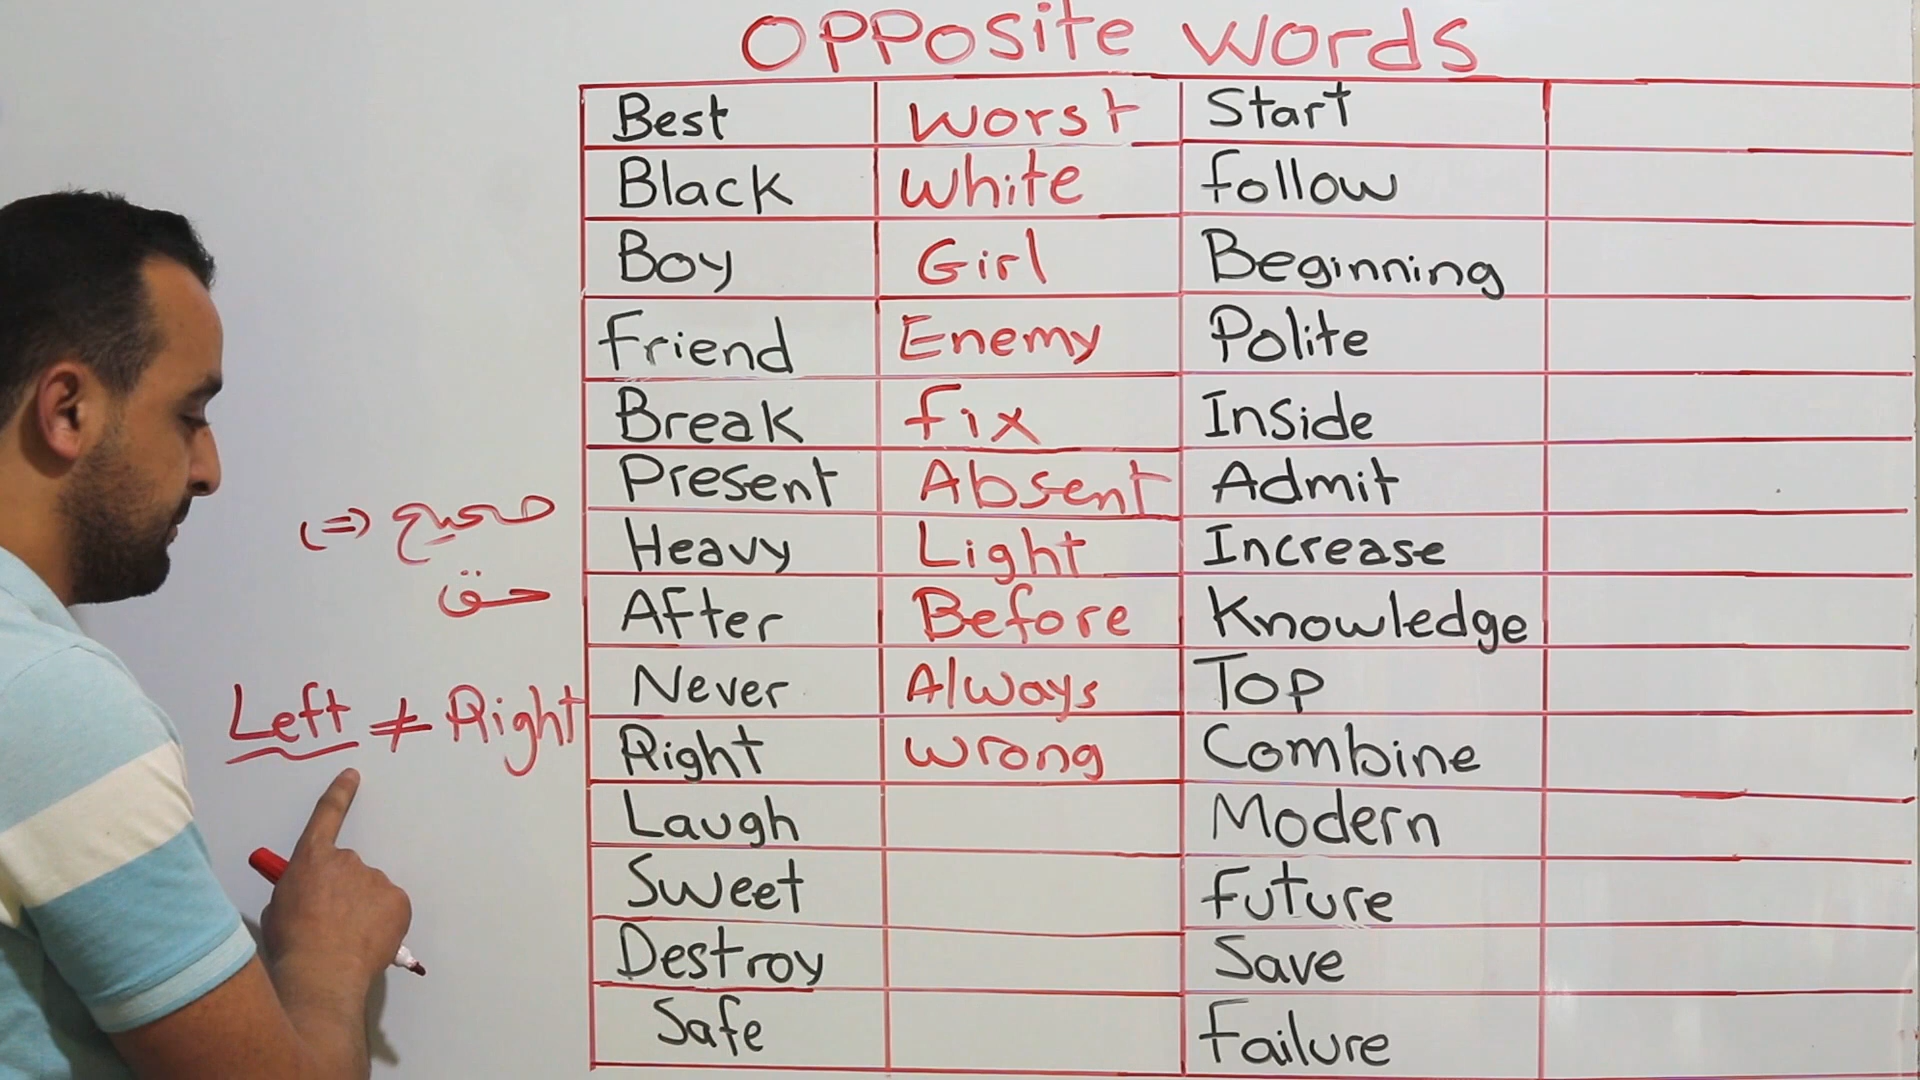 Opposite Words
Best Worst Start
Black White Follow
Boy Girl Beginning
Friend Enemy Polite
Break Fix Inside
Present Absent Admit
Heavy Light Increase
After Before Knowledge
Never Always Top
Right Wrong Combine
Laugh Modern
Sweet Future
Destroy Save
Safe Failure
صحيح (=)
حق
Left ≠ Right